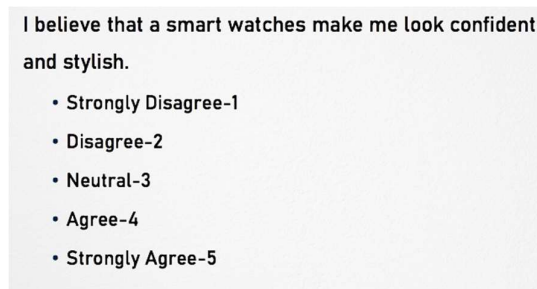 I believe that a smart watches make me look confident
and stylish.
• Strongly Disagree-1
• Disagree-2
• Neutral-3
• Agree-4
• Strongly Agree-5